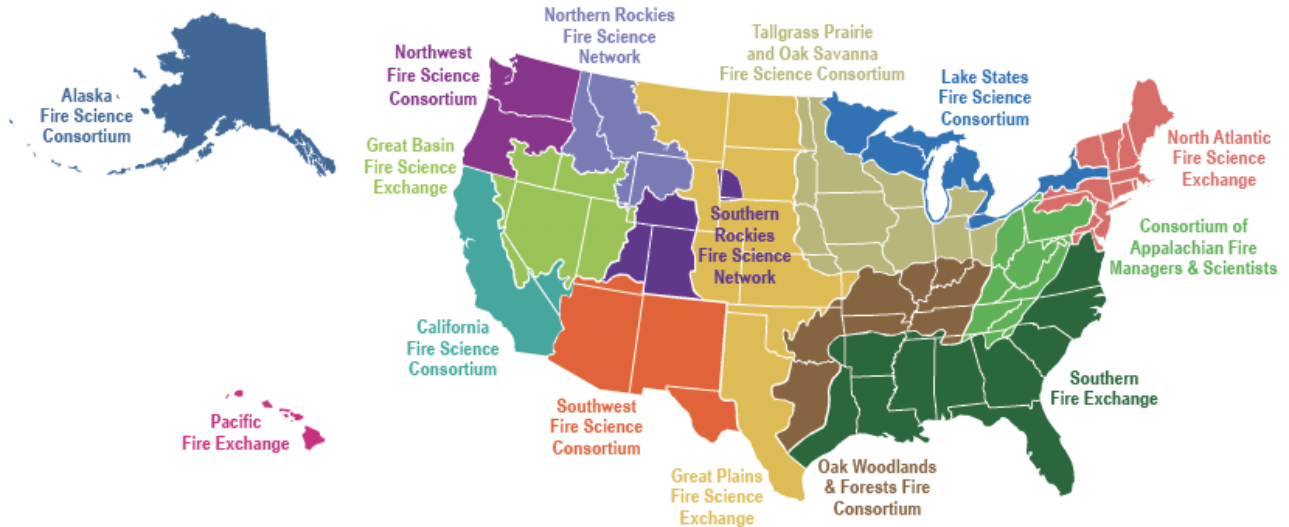 Northern Rockies
Fire Science
Network
Tallgrass Prairie
and Oak Savanna
Fire Science Consortium
Northwest
Fire Science
Consortium
Lake States
Fire Science
Consortium
Alaska
Fire Science
Consortium
Great Basin
Fire Science
Exchange
North Atlantic
Fire Science
Exchange
Southern
Rockies
Fire Science
Network
Consortium of
Appalachian Fire
Managers & Scientists
California
Fire Science
Consortium
Southern
Fire Exchange
Pacific
Fire Exchange
Southwest
Fire Science
Consortium
Oak Woodlands
& Forests Fire
Consortium
Great Plains
Fire Science
Exchange